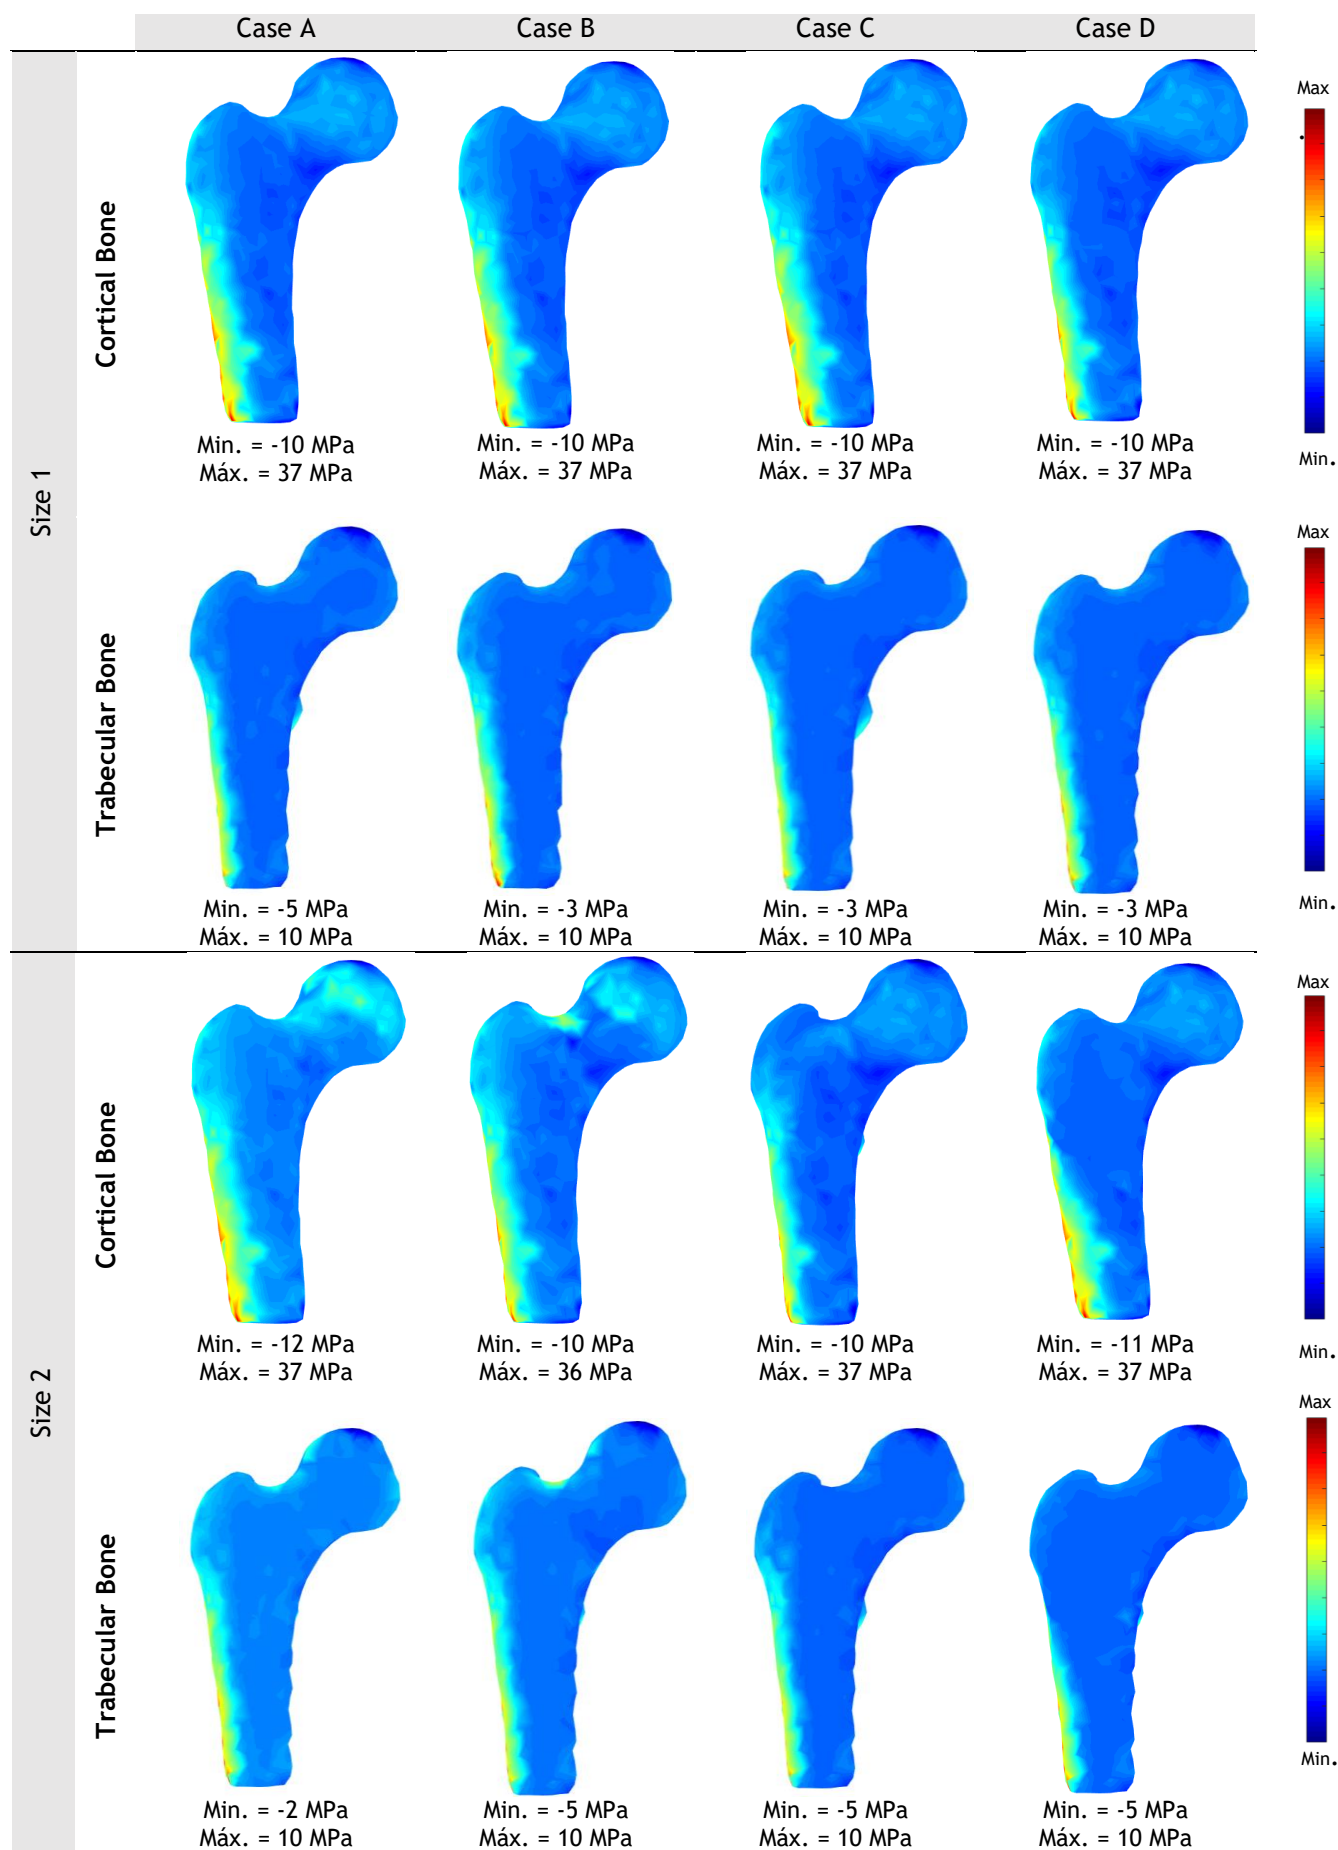 Case A
Case B
Case C
Case D
Size 1
Cortical Bone
Max
Min.
Min. = -10 MPa
Máx. = 37 MPa
Min. = -10 MPa
Máx. = 37 MPa
Min. = -10 MPa
Máx. = 37 MPa
Min. = -10 MPa
Máx. = 37 MPa
Trabecular Bone
Max
Min.
Min. = -5 MPa
Máx. = 10 MPa
Min. = -3 MPa
Máx. = 10 MPa
Min. = -3 MPa
Máx. = 10 MPa
Min. = -3 MPa
Máx. = 10 MPa
Size 2
Cortical Bone
Max
Min.
Min. = -12 MPa
Máx. = 37 MPa
Min. = -10 MPa
Máx. = 36 MPa
Min. = -10 MPa
Máx. = 37 MPa
Min. = -11 MPa
Máx. = 37 MPa
Trabecular Bone
Max
Min.
Min. = -2 MPa
Máx. = 10 MPa
Min. = -5 MPa
Máx. = 10 MPa
Min. = -5 MPa
Máx. = 10 MPa
Min. = -5 MPa
Máx. = 10 MPa